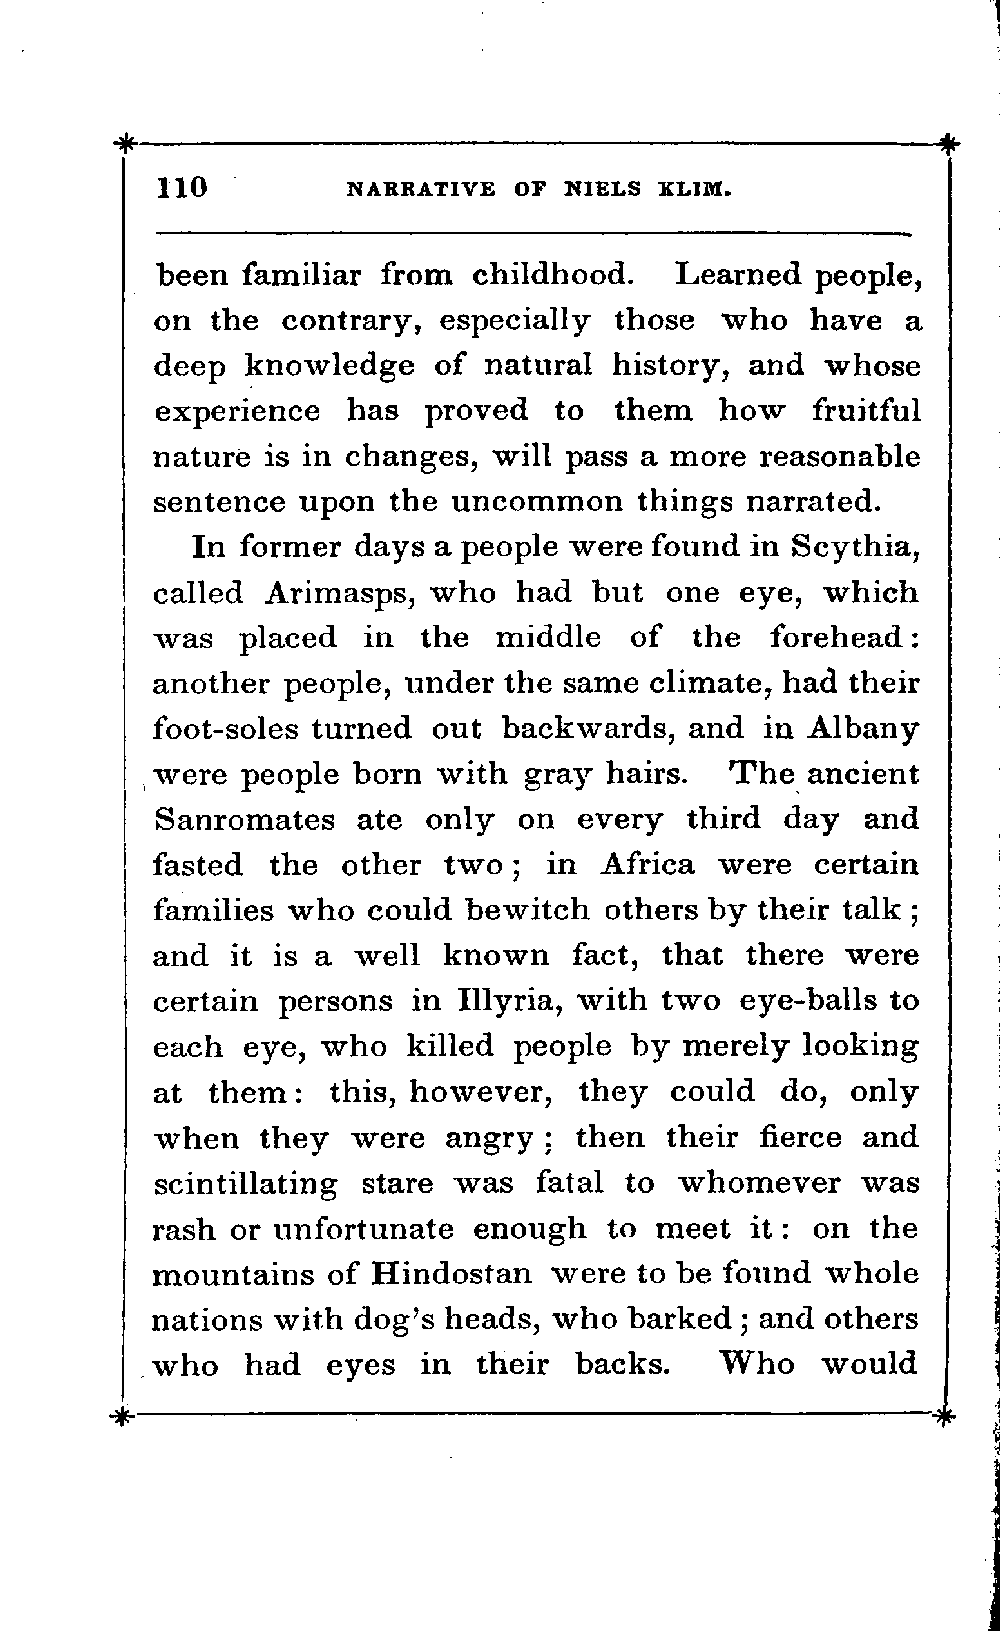 110 NARRATIVE OF NIELS KLIM.
been familiar from childhood. Learned people,
on the contrary, especially those who have a
deep knowledge of natural history, and whose
experience has proved to them how fruitful
nature is in changes, will pass a more reasonable
sentence upon the uncommon things narrated.
In former days a people were found in Scythia,
called Arimasps, who had but one eye, which
was placed in the middle of the forehead:
another people, under the same climate, had their
foot-soles turned out backwards, and in Albany
were people born with gray hairs. The ancient
Sanromates ate only on every third day and
fasted the other two; in Africa were certain
families who could bewitch others by their talk;
and it is a well known fact, that there were
certain persons in Illyria, with two eye-balls to
each eye, who killed people by merely looking
at them: this, however, they could do, only
when they were angry; then their fierce and
scintillating stare was fatal to whomever was
rash or unfortunate enough to meet it: on the
mountains of Hindostan were to be found whole
nations with dog's heads, who barked; and others
who had eyes in their backs. Who would